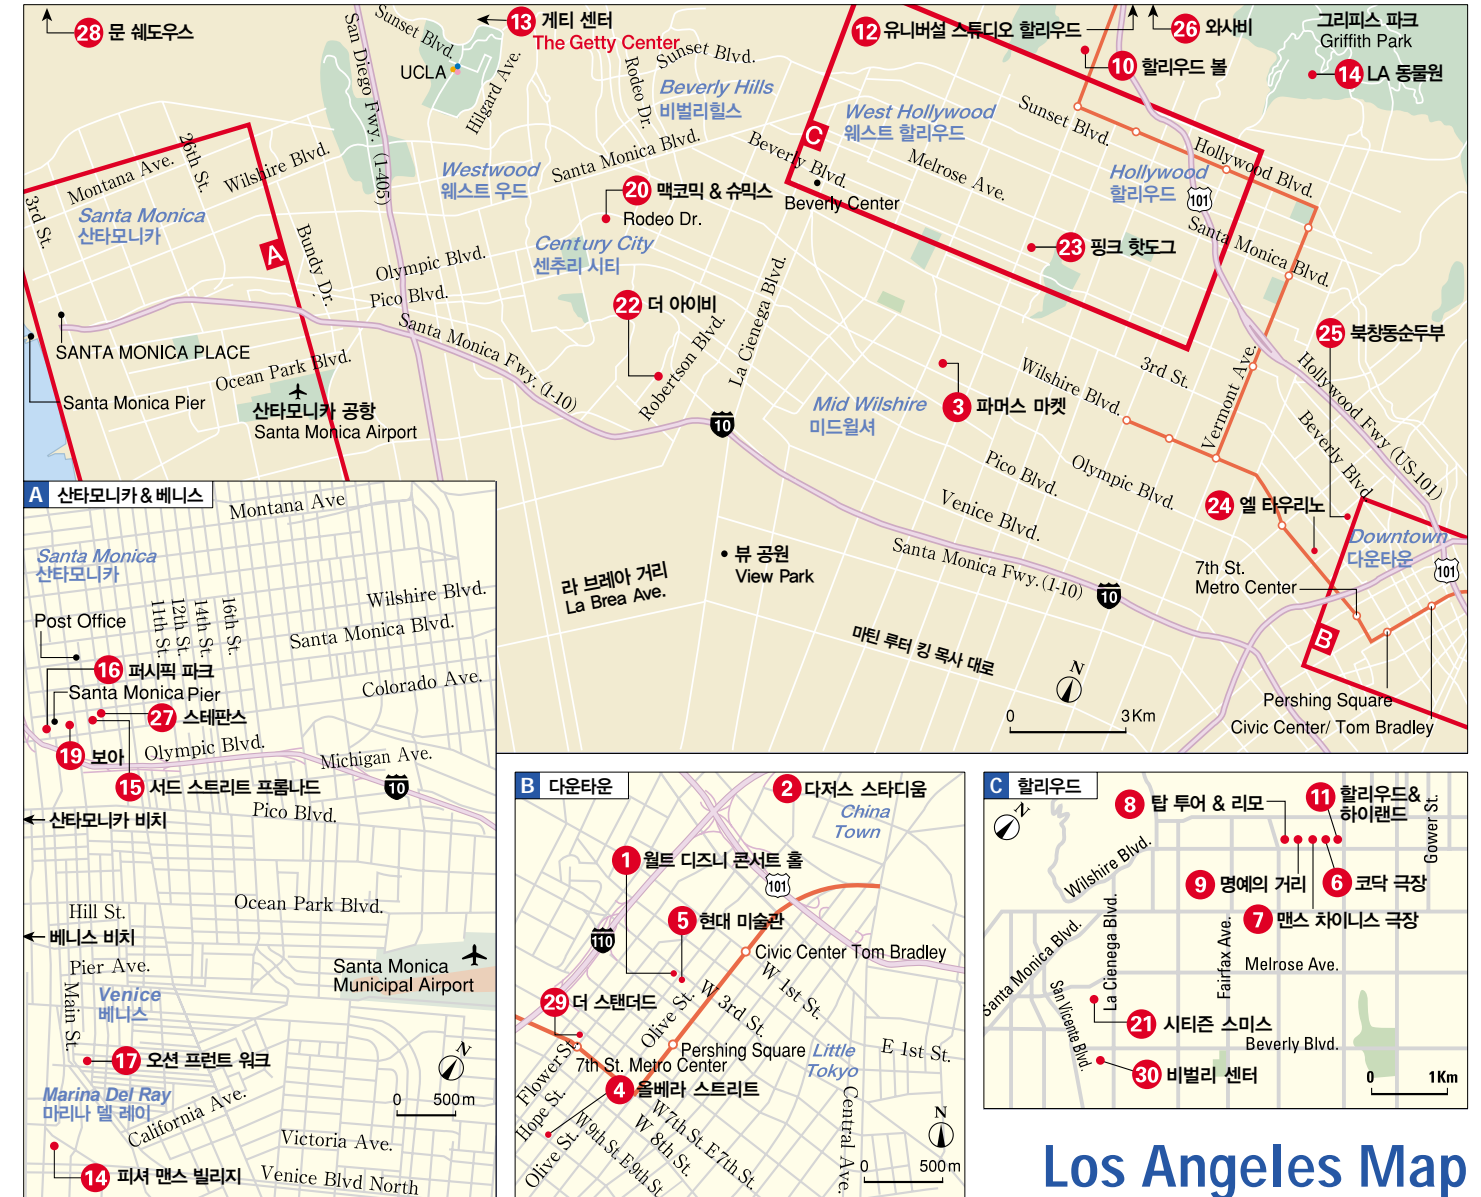 28 문 쉐도우스
Sunset Blvd.
San Diego Fwy. (I-405)
UCLA
Hilgard Ave.
13 게티 센터
The Getty Center
Rodeo Dr.
Sunset Blvd.
Beverly Hills
비벌리힐스
12 유니버설 스튜디오 할리우드
26 와사비
10 할리우드 볼
그리피스 파크
Griffith Park
14 LA 동물원
West Hollywood
웨스트 할리우드
Sunset Blvd.
Hollywood Blvd.
Melrose Ave.
Hollywood
할리우드
101
C
Beverly Blvd.
Beverly Center
Santa Monica Blvd.
Santa Monica Blvd.
Westwood
웨스트 우드
26th St.
Montana Ave.
Wilshire Blvd.
3rd St.
Santa Monica
산타모니카
A
Bundy Dr.
20 맥코믹 & 슈믹스
Rodeo Dr.
Century City
센추리 시티
Olympic Blvd.
Pico Blvd.
23 핑크 핫도그
22 더 아이비
La Cienega Blvd.
Robertson Blvd.
Santa Monica Fwy. (1-10)
SANTA MONICA PLACE
Ocean Park Blvd.
Santa Monica Pier
산타모니카 공항
Santa Monica Airport
10
Mid Wilshire
미드윌셔
3 파머스 마켓
Wilshire Blvd.
3rd St.
Vermont Ave.
25 북창동순두부
Hollywood Fwy (US-101)
Beverly Blvd.
Pico Blvd.
Olympic Blvd.
Venice Blvd.
24 엘 타우리노
Downtown
다운타운
101
7th St.
Metro Center
Santa Monica Fwy. (1-10)
10
뷰 공원
View Park
라 브레아 거리
La Brea Ave.
마틴 루터 킹 목사 대로
N
0 3Km
B
Pershing Square
Civic Center/ Tom Bradley
A 산타모니카 & 베니스
Montana Ave
Santa Monica
산타모니카
Wilshire Blvd.
11th St.
12th St.
14th St.
16th St.
Santa Monica Blvd.
Post Office
16 퍼시픽 파크
Santa Monica Pier
Colorado Ave.
27 스테판스
19 보아
Olympic Blvd.
Michigan Ave.
15 서드 스트리트 프롬나드
10
Pico Blvd.
산타모니카 비치
Ocean Park Blvd.
Hill St.
베니스 비치
Pier Ave.
Santa Monica
Municipal Airport
Venice
베니스
Main St.
17 오션 프런트 워크
N
Marina Del Ray
마리나 델 레이
0 500m
California Ave.
Victoria Ave.
14 피셔 맨스 빌리지
Venice Blvd North
B 다운타운
2 다저스 스타디움
China
Town
1 월트 디즈니 콘서트 홀
101
5 현대 미술관
110
Civic Center Tom Bradley
W 1st St.
W 3rd St.
29 더 스탠더드
Olive St.
Pershing Square
Little
Tokyo
E 1st St.
7th St. Metro Center
Flower St.
4 올베라 스트리트
Hope St.
W7th St. E7th St.
W 8th St.
W9th St. E9th St.
Olive St.
Central Ave.
N
0 500m
C 할리우드
N
8 탑 투어 & 리모
11 할리우드&
하이랜드
Gower St.
Wilshire Blvd.
9 명예의 거리
6 코닥 극장
7 맨스 차이니스 극장
Santa Monica Blvd.
La Cienega Blvd.
Fairfax Ave.
Melrose Ave.
San Vicente Blvd.
21 시티즌 스미스
Beverly Blvd.
30 비벌리 센터
0 1Km
Los Angeles Map